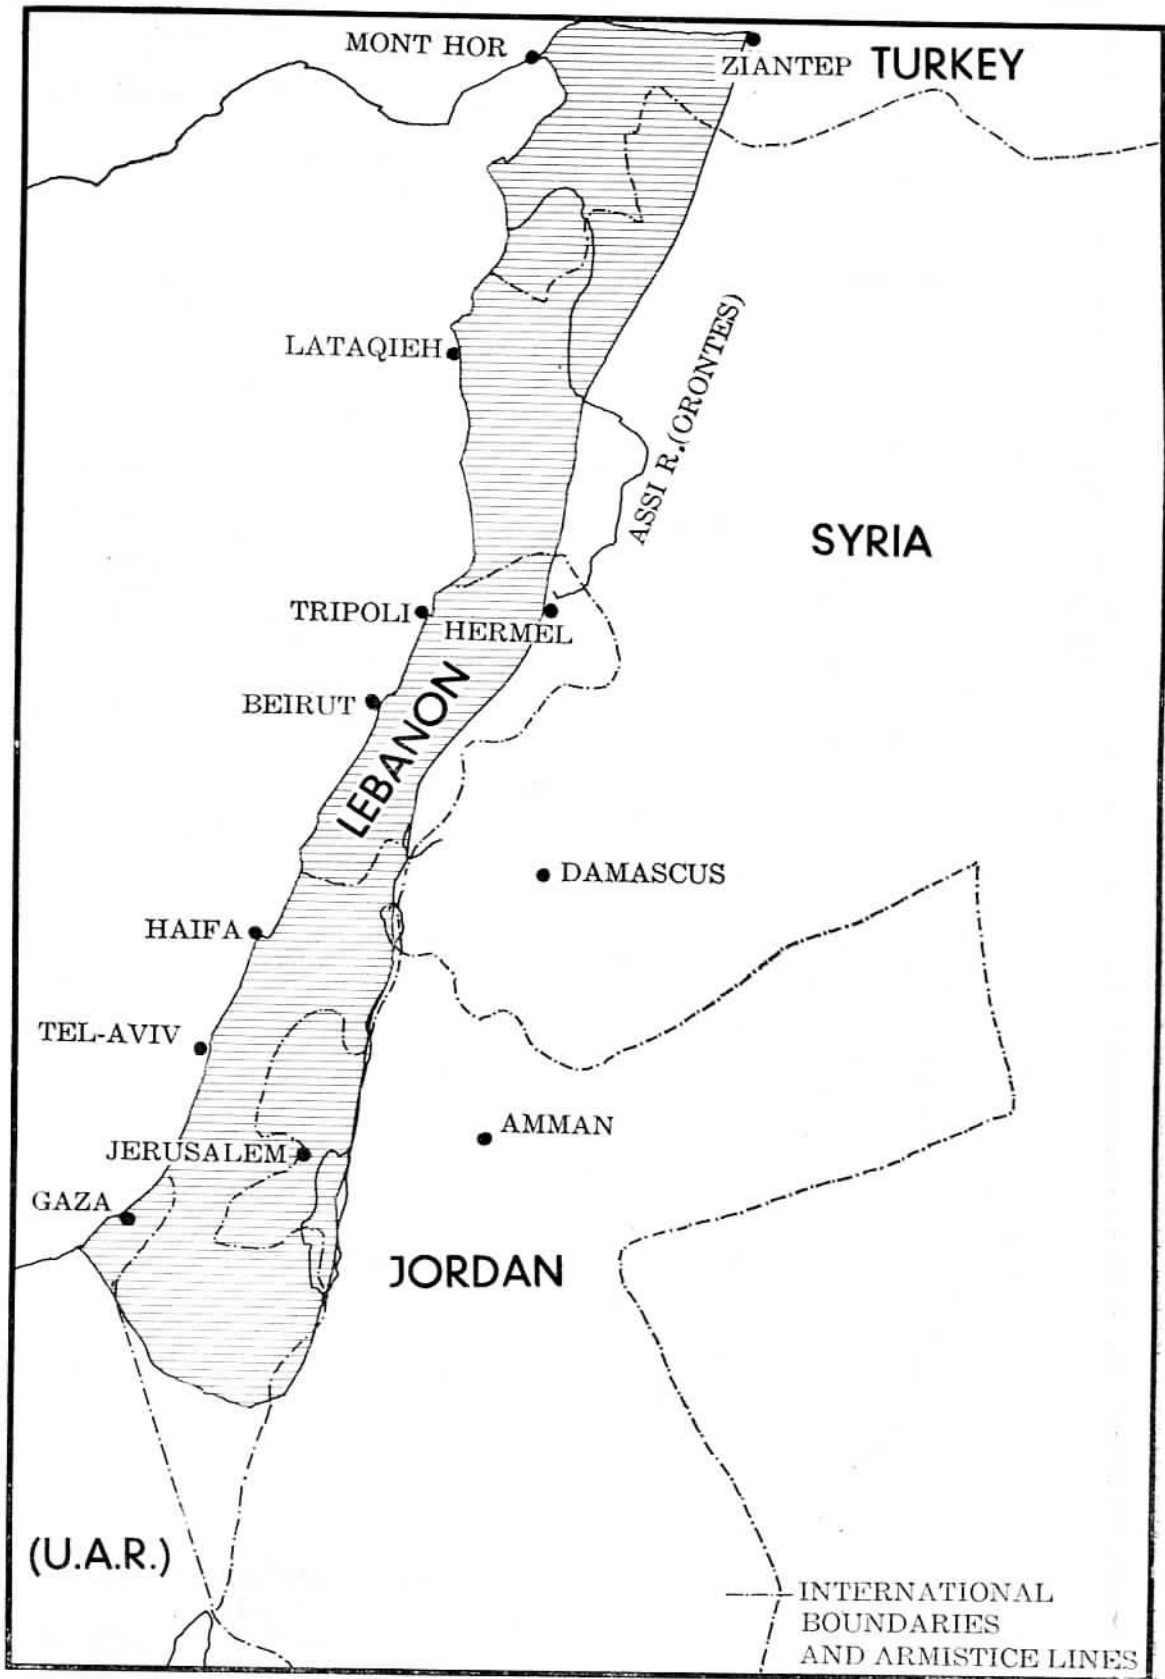 MONT HOR
ZIANTEP
TURKEY
LATAQIEH
ASSI R.(CRONTES)
SYRIA
TRIPOLI
HERMEL
BEIRUT
LEBANON
DAMASCUS
HAIFA
TEL-AVIV
AMMAN
JERUSALEM
GAZA
JORDAN
(U.A.R.)
INTERNATIONAL
BOUNDARIES
AND ARMISTICE LINES